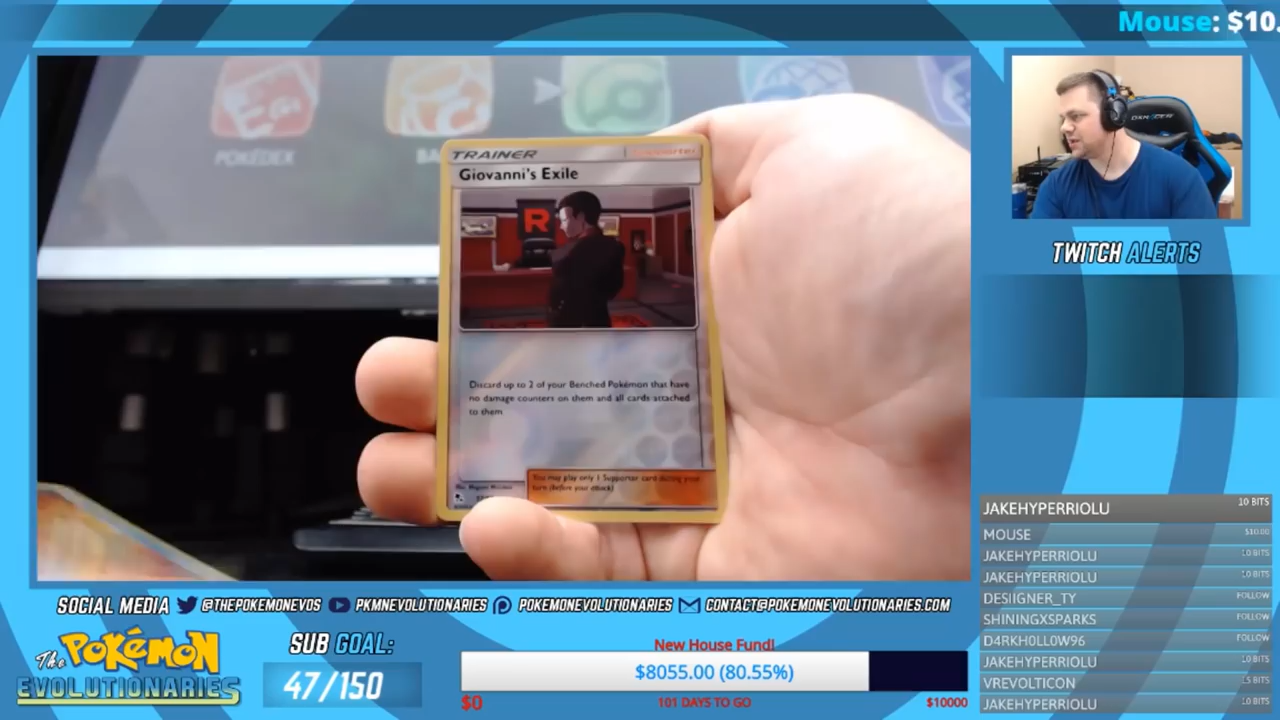 Mouse: $10.
POKÉDEX
TRAINER
Supporter
Giovanni's Exile
R
Discard up to 2 of your Benched Pokémon that have
no damage counters on them and all cards attached
to them.
You may play only 1 Supporter card during your
turn (before your attack)
DXRACER
TWITCH ALERTS
JAKEHYPERRIOLU 10 BITS
MOUSE $10.00
JAKEHYPERRIOLU 10 BITS
JAKEHYPERRIOLU 10 BITS
DESIIGNER_TY FOLLOW
SHININGXSPARKS FOLLOW
D4RKH0LL0W96 FOLLOW
JAKEHYPERRIOLU 10 BITS
VREVOLTICON 15 BITS
JAKEHYPERRIOLU 10 BITS
SOCIAL MEDIA @THEPOKEMONEVOS PKMNEVOLUTIONARIES POKEMONEVOLUTIONARIES CONTACT@POKEMONEVOLUTIONARIES.COM
The POKÉMON
EVOLUTIONARIES
SUB GOAL:
47/150
New House Fund!
$8055.00 (80.55%)
$0 101 DAYS TO GO $10000